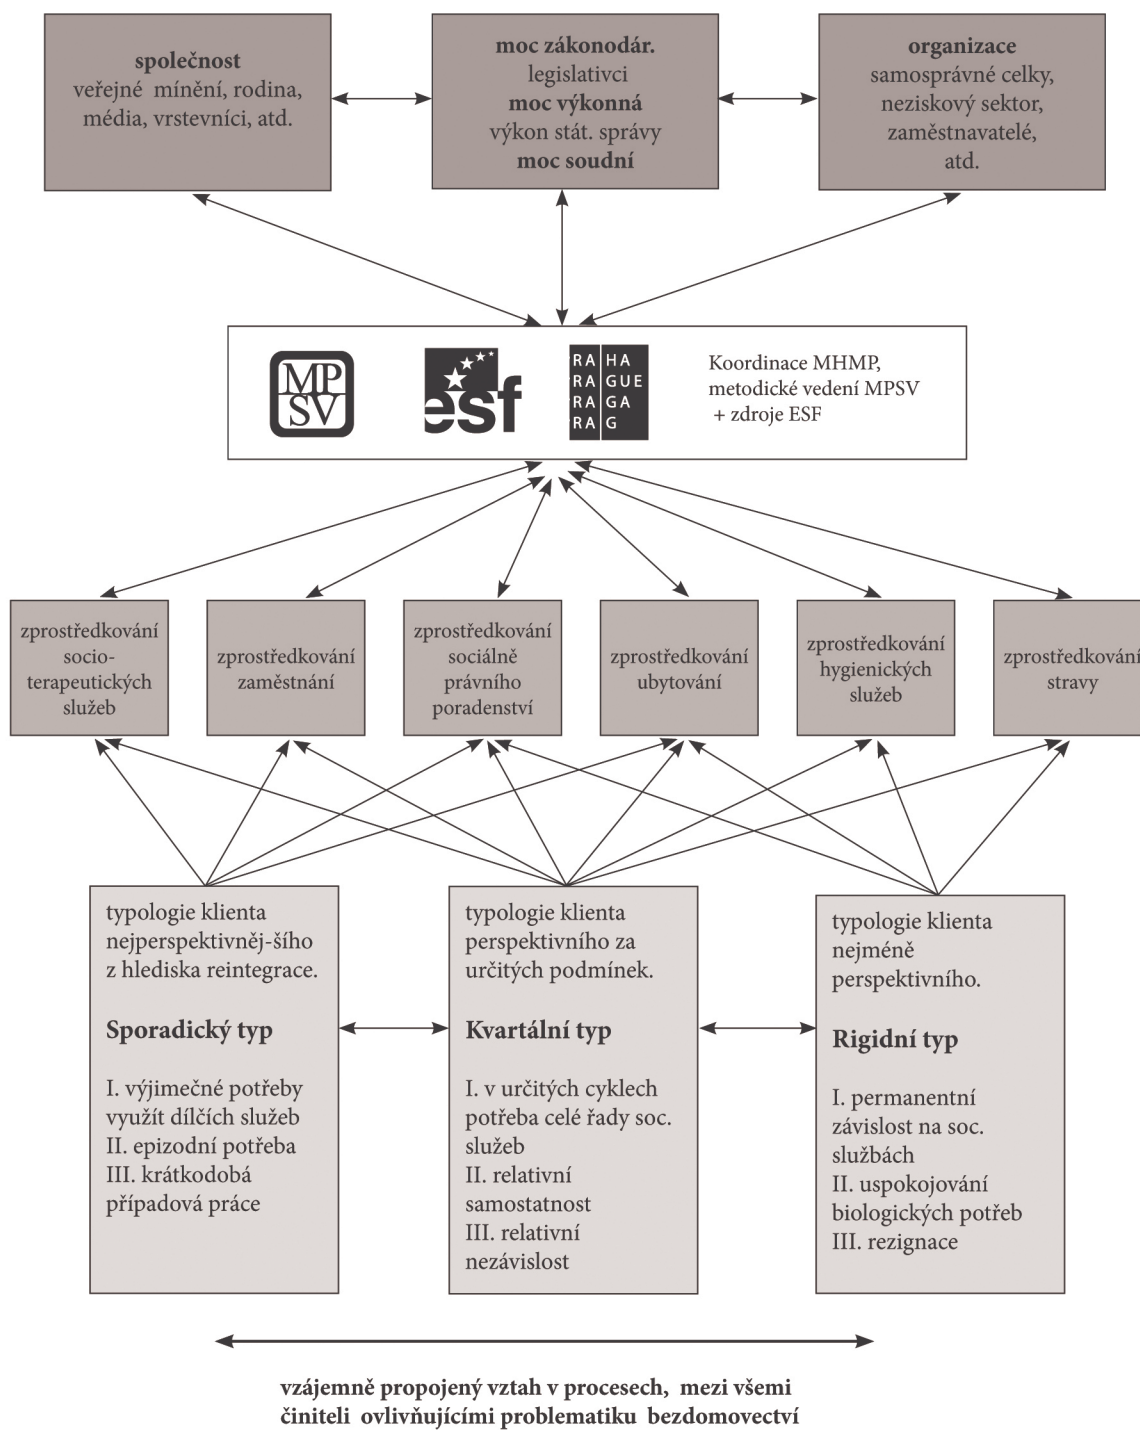 společnost
veřejné mínění, rodina,
média, vrstevníci, atd.
moc zákonodár.
legislativci
moc výkonná
výkon stát. správy
moc soudní
organizace
samosprávné celky,
neziskový sektor,
zaměstnavatelé,
atd.
MP
SV
esf
RA HA
RA GUE
RA GA
RA G
Koordinace MHMP,
metodické vedení MPSV
+ zdroje ESF
zprostředkování
socio-
terapeutických
služeb
zprostředkování
zaměstnání
zprostředkování
sociálně
právního
poradenství
zprostředkování
ubytování
zprostředkování
hygienických
služeb
zprostředkování
stravy
typologie klienta
nejperspektivněj-šího
z hlediska reintegrace.
Sporadický typ
I. výjimečné potřeby
využít dílčích služeb
II. epizodní potřeba
III. krátkodobá
případová práce
typologie klienta
perspektivního za
určitých podmínek.
Kvartální typ
I. v určitých cyklech
potřeba celé řady soc.
služeb
II. relativní
samostatnost
III. relativní
nezávislost
typologie klienta
nejméně
perspektivního.
Rigidní typ
I. permanentní
závislost na soc.
službách
II. uspokojování
biologických potřeb
III. rezignace
vzájemně propojený vztah v procesech, mezi všemi
činiteli ovlivňujícími problematiku bezdomovectví